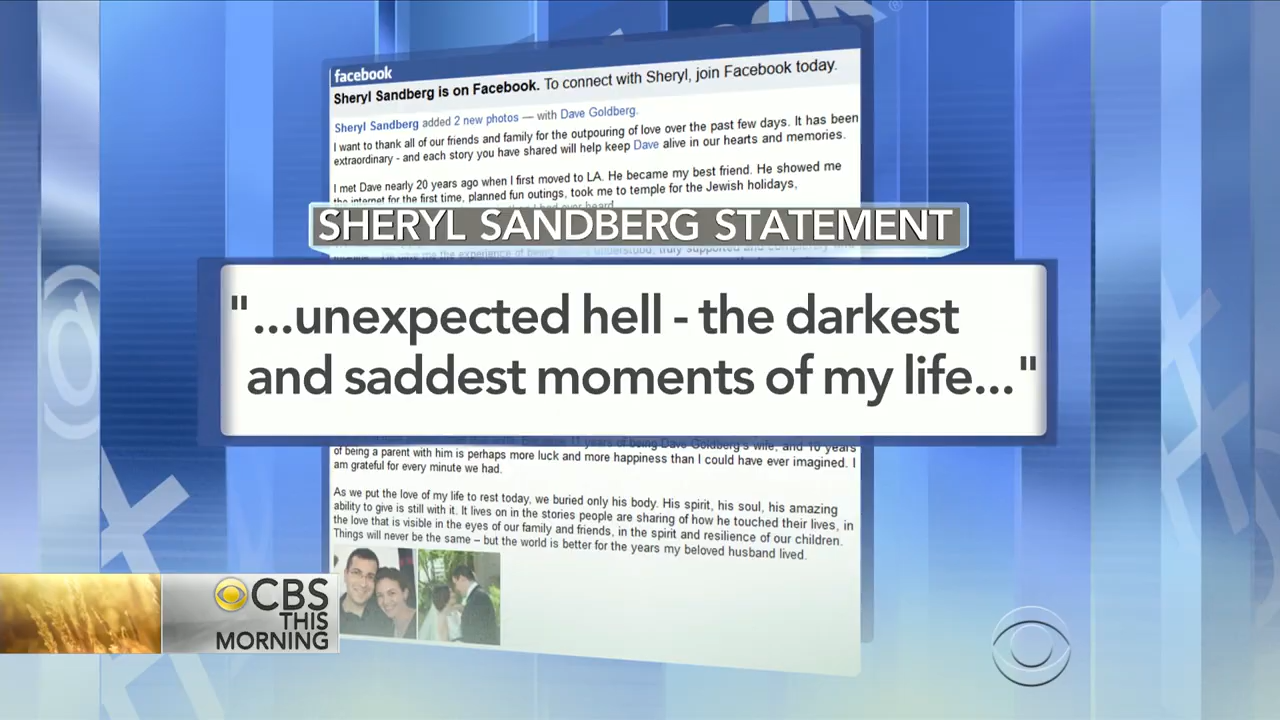 facebook
Sheryl Sandberg is on Facebook. To connect with Sheryl, join Facebook today.
Sheryl Sandberg added 2 new photos — with Dave Goldberg.
I want to thank all of our friends and family for the outpouring of love over the past few days. It has been
extraordinary - and each story you have shared will help keep Dave alive in our hearts and memories.
I met Dave nearly 20 years ago when I first moved to LA. He became my best friend. He showed me
the internet for the first time, planned fun outings, took me to temple for the Jewish holidays,
SHERYL SANDBERG STATEMENT
"...unexpected hell - the darkest
and saddest moments of my life..."
11 years of being Dave Goldberg's wife, and 10 years
of being a parent with him is perhaps more luck and more happiness than I could have ever imagined. I
am grateful for every minute we had.
As we put the love of my life to rest today, we buried only his body. His spirit, his soul, his amazing
ability to give is still with it. It lives on in the stories people are sharing of how he touched their lives, in
the love that is visible in the eyes of our family and friends, in the spirit and resilience of our children.
Things will never be the same – but the world is better for the years my beloved husband lived.
CBS
THIS
MORNING